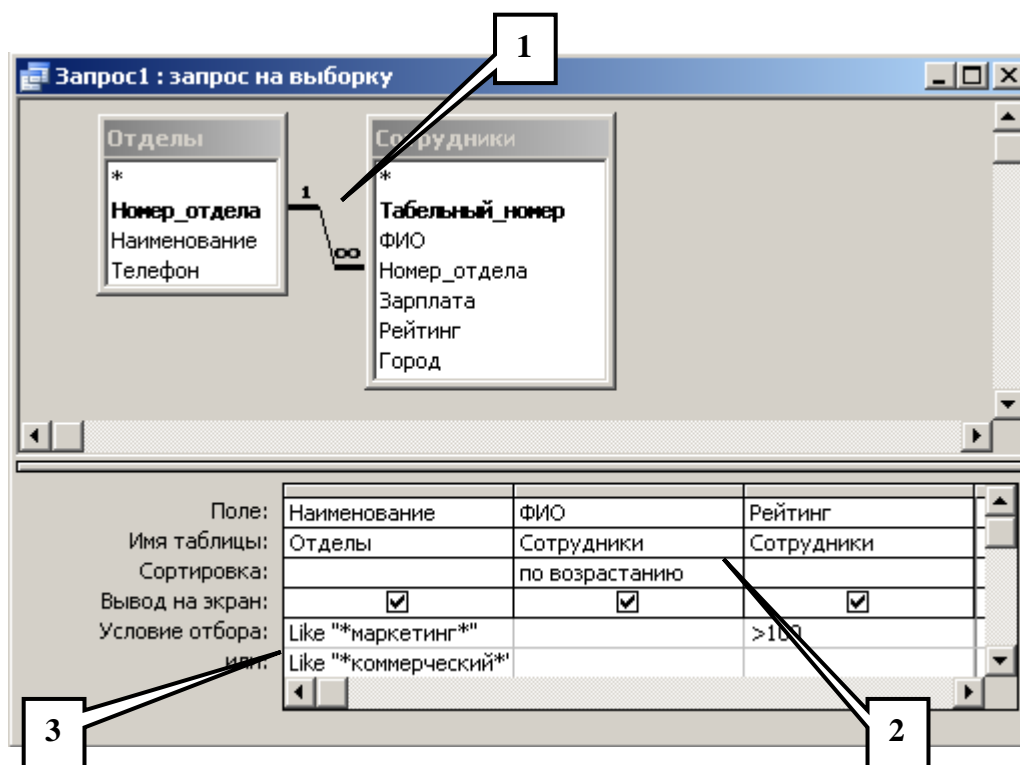 1
Запрос1 : запрос на выборку
Отделы
*
Номер_отдела
Наименование
Телефон
1
∞
Сотрудники
*
Табельный_номер
ФИО
Номер_отдела
Зарплата
Рейтинг
Город
Поле: Наименование ФИО Рейтинг
Имя таблицы: Отделы Сотрудники Сотрудники
Сортировка: по возрастанию
Вывод на экран:
Условие отбора: Like "*маркетинг*" >100
или: Like "*коммерческий*"
3
2